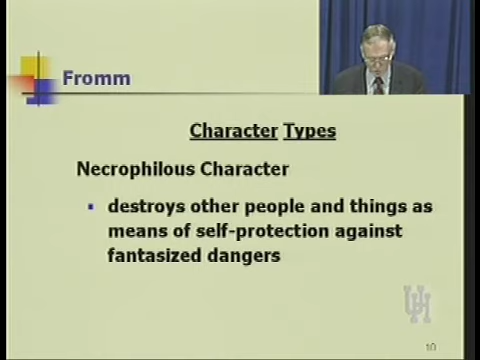 Fromm
Character Types
Necrophilous Character
destroys other people and things as
means of self-protection against
fantasized dangers
UH
10